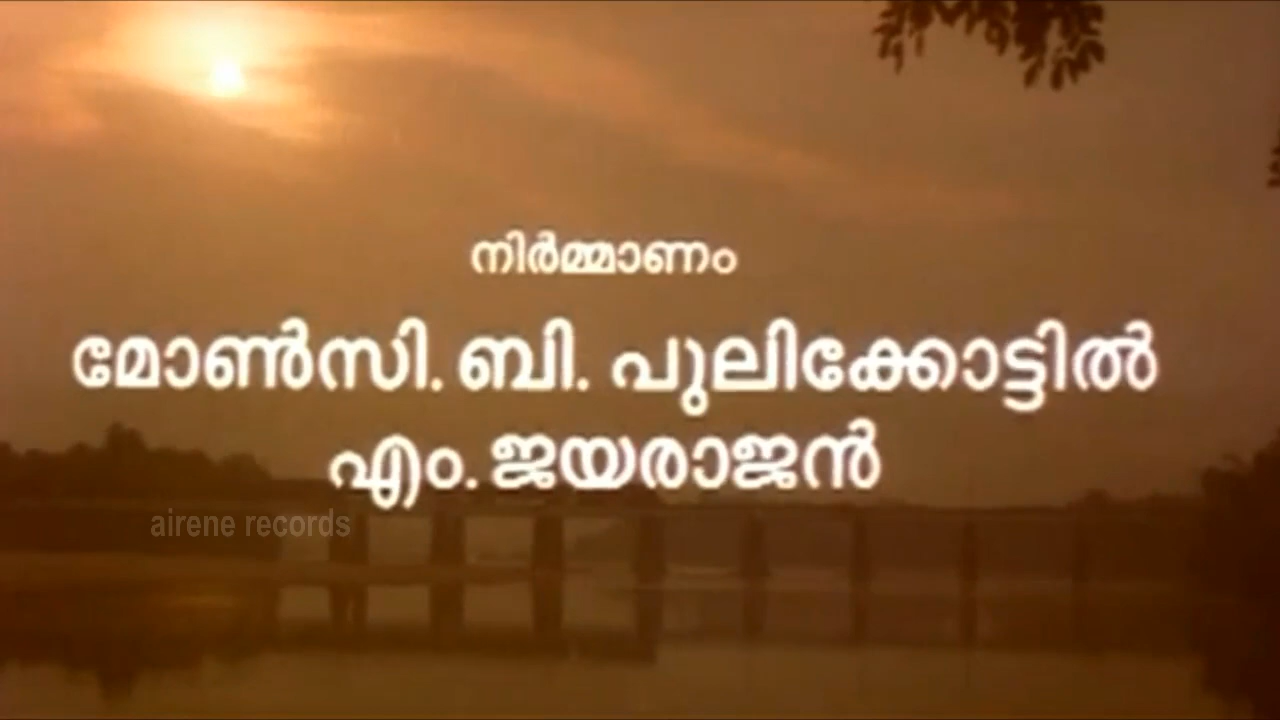 നിർമ്മാണം
മോൺസി. ബി. പുലിക്കോട്ടിൽ
എം. ജയരാജൻ
airene records